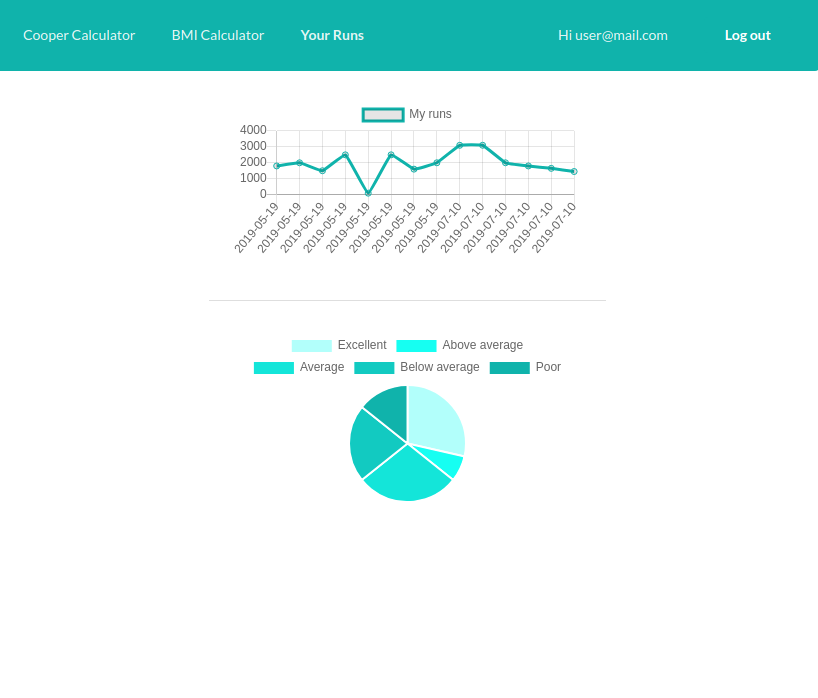 Cooper Calculator BMI Calculator Your Runs Hi user@mail.com Log out
My runs
4000
3000
2000
1000
0
2019-05-19 2019-05-19 2019-05-19 2019-05-19 2019-05-19 2019-05-19 2019-05-19 2019-05-19 2019-07-10 2019-07-10 2019-07-10 2019-07-10 2019-07-10 2019-07-10
Excellent Above average
Average Below average Poor